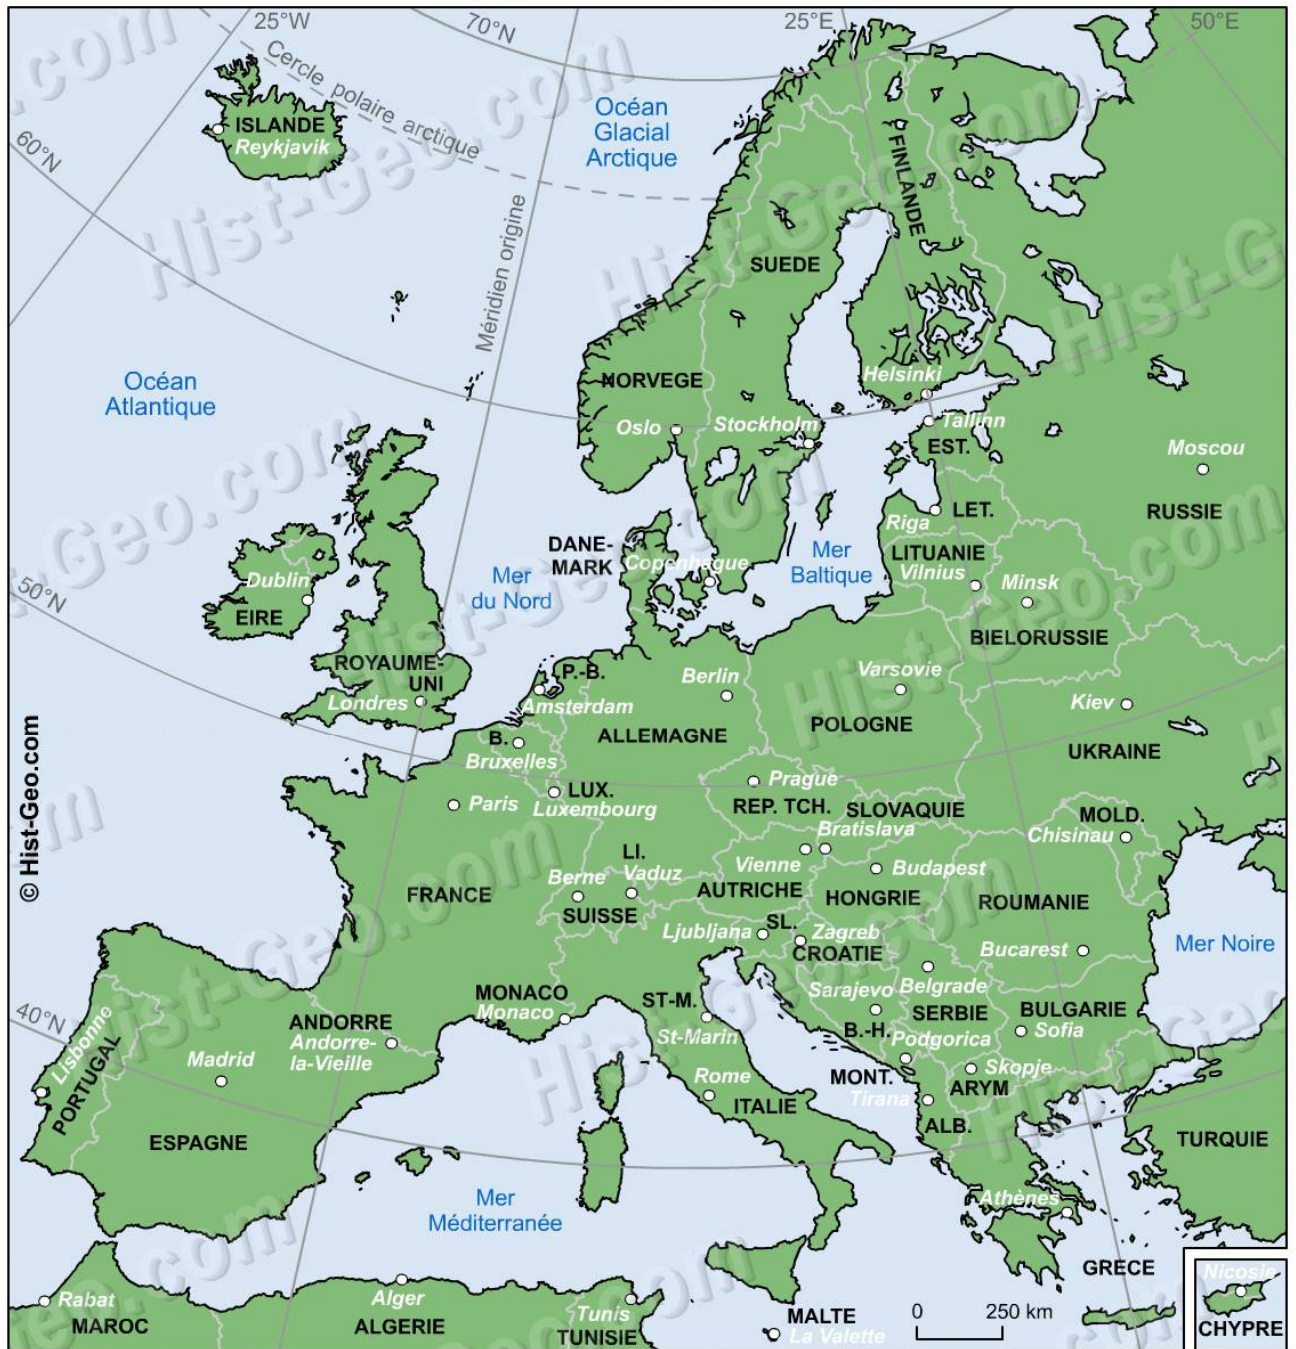 25°W
70°N
25°E
50°E
Cercle polaire arctique
Océan
Glacial
Arctique
ISLANDE
Reykjavik
60°N
FINLANDE
Méridien origine
SUEDE
Océan
Atlantique
NORVEGE
Helsinki
Oslo
Stockholm
Tallinn
EST.
Moscou
RUSSIE
Riga
LET.
DANE-
MARK
Copenhague
Mer
Baltique
LITUANIE
Vilnius
Minsk
Mer
du Nord
Dublin
EIRE
50°N
BIELORUSSIE
ROYAUME-
UNI
Londres
P.-B.
Amsterdam
Berlin
Varsovie
Kiev
ALLEMAGNE
POLOGNE
UKRAINE
B.
Bruxelles
© Hist-Geo.com
Paris
LUX.
Luxembourg
Prague
REP. TCH.
SLOVAQUIE
Bratislava
MOLD.
Chisinau
LI.
Vaduz
Vienne
Budapest
Berne
SUISSE
AUTRICHE
HONGRIE
ROUMANIE
FRANCE
Ljubljana
SL.
Zagreb
CROATIE
Bucarest
Mer Noire
MONACO
Monaco
ST-M.
St-Marin
Sarajevo
Belgrade
SERBIE
B.-H.
BULGARIE
Sofia
40°N
ANDORRE
Andorre-
la-Vieille
Lisbonne
PORTUGAL
Madrid
Podgorica
MONT.
Skopje
ARYM
Rome
ITALIE
Tirana
ALB.
ESPAGNE
TURQUIE
Mer
Méditerranée
Athènes
GRECE
Nicosie
CHYPRE
Rabat
MAROC
Alger
ALGERIE
Tunis
TUNISIE
MALTE
La Valette
0 250 km
Hist-Geo.com